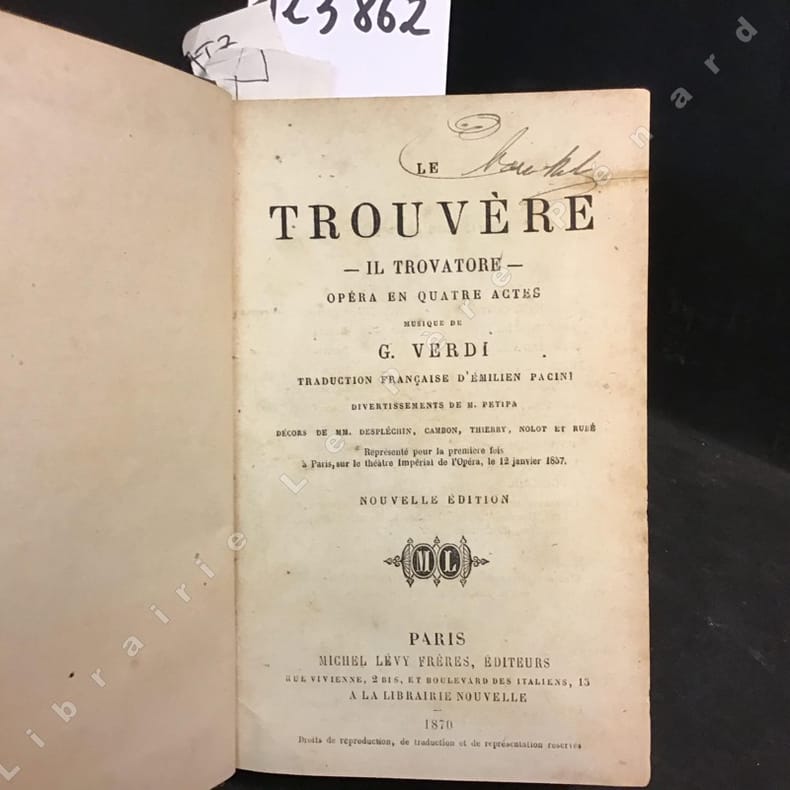 123862
LE
TROUVÈRE
— IL TROVATORE —
OPÉRA EN QUATRE ACTES
MUSIQUE DE
G. VERDI
TRADUCTION FRANÇAISE D'ÉMILIEN PACINI
DIVERTISSEMENTS DE M. PETIPA
DÉCORS DE MM. DESPLÉCHIN, CAMBON, THIERRY, NOLOT ET RUBÉ
Représenté pour la première fois
à Paris, sur le théâtre Impérial de l'Opéra, le 12 janvier 1857.
NOUVELLE ÉDITION
ML
PARIS
MICHEL LÉVY FRÈRES, ÉDITEURS
RUE VIVIENNE, 2 BIS, ET BOULEVARD DES ITALIENS, 15
A LA LIBRAIRIE NOUVELLE
1870
Droits de reproduction, de traduction et de représentation réservés
Librairie Le père Pénard